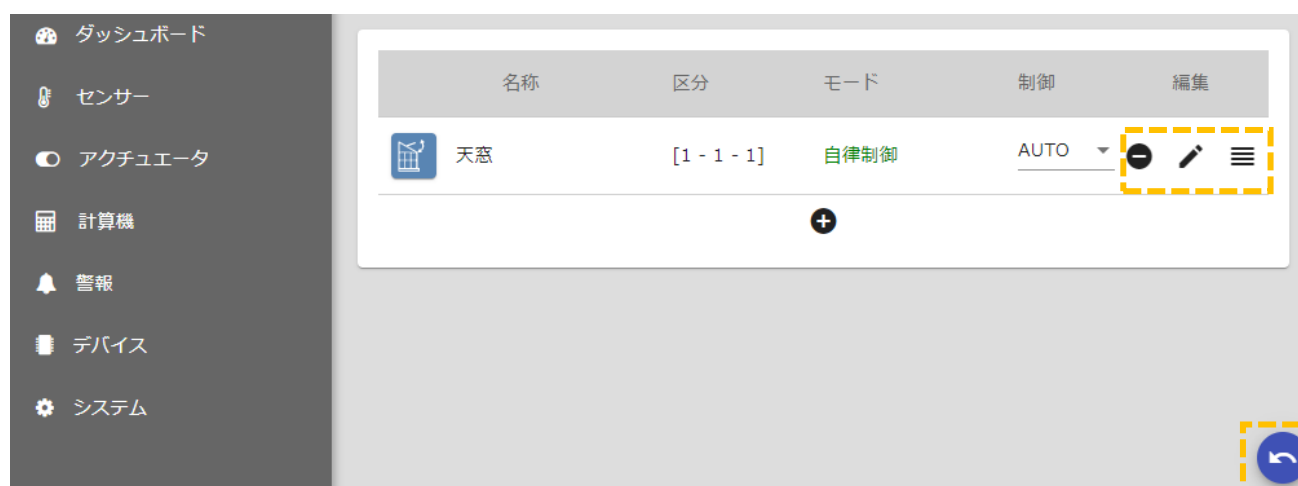 ダッシュボード
センサー
アクチュエータ
計算機
警報
デバイス
システム
名称 区分 モード 制御 編集
天窓 [1 - 1 - 1] 自律制御 AUTO